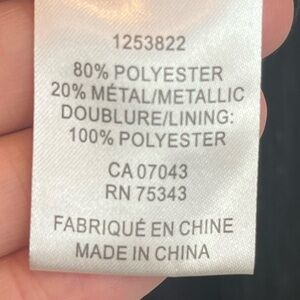 1253822
80% POLYESTER
20% MÉTAL/METALLIC
DOUBLURE/LINING:
100% POLYESTER
CA 07043
RN 75343
FABRIQUÉ EN CHINE
MADE IN CHINA